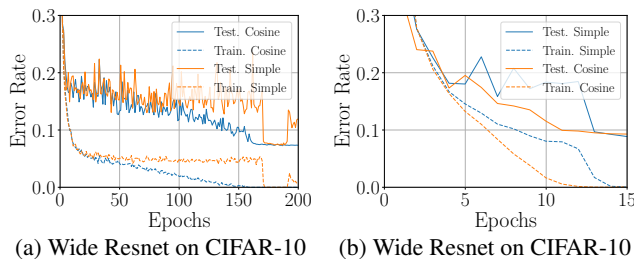 0.3
0.2
0.1
0.0
Error Rate
0
50
100
150
200
Epochs
Test. Cosine
Train. Cosine
Test. Simple
Train. Simple
(a) Wide Resnet on CIFAR-10
0.3
0.2
0.1
0.0
Error Rate
0
5
10
15
Epochs
Test. Simple
Train. Simple
Test. Cosine
Train. Cosine
(b) Wide Resnet on CIFAR-10